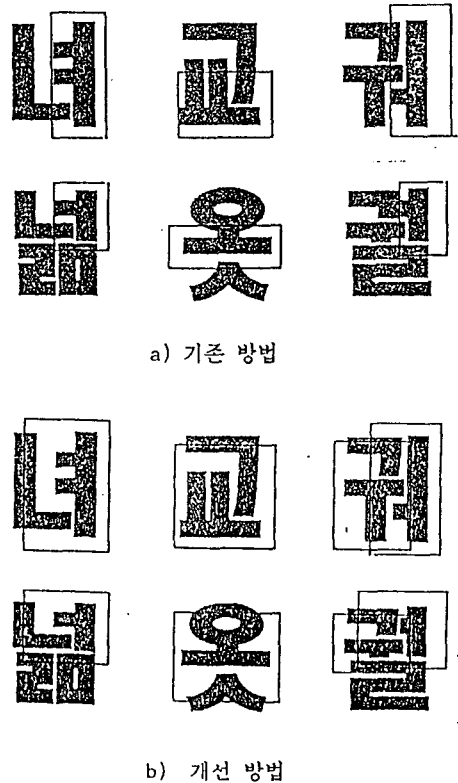 녀 교 궈
넒 옷 궐
a) 기존 방법
녀 교 궈
넒 옷 궐
b) 개선 방법